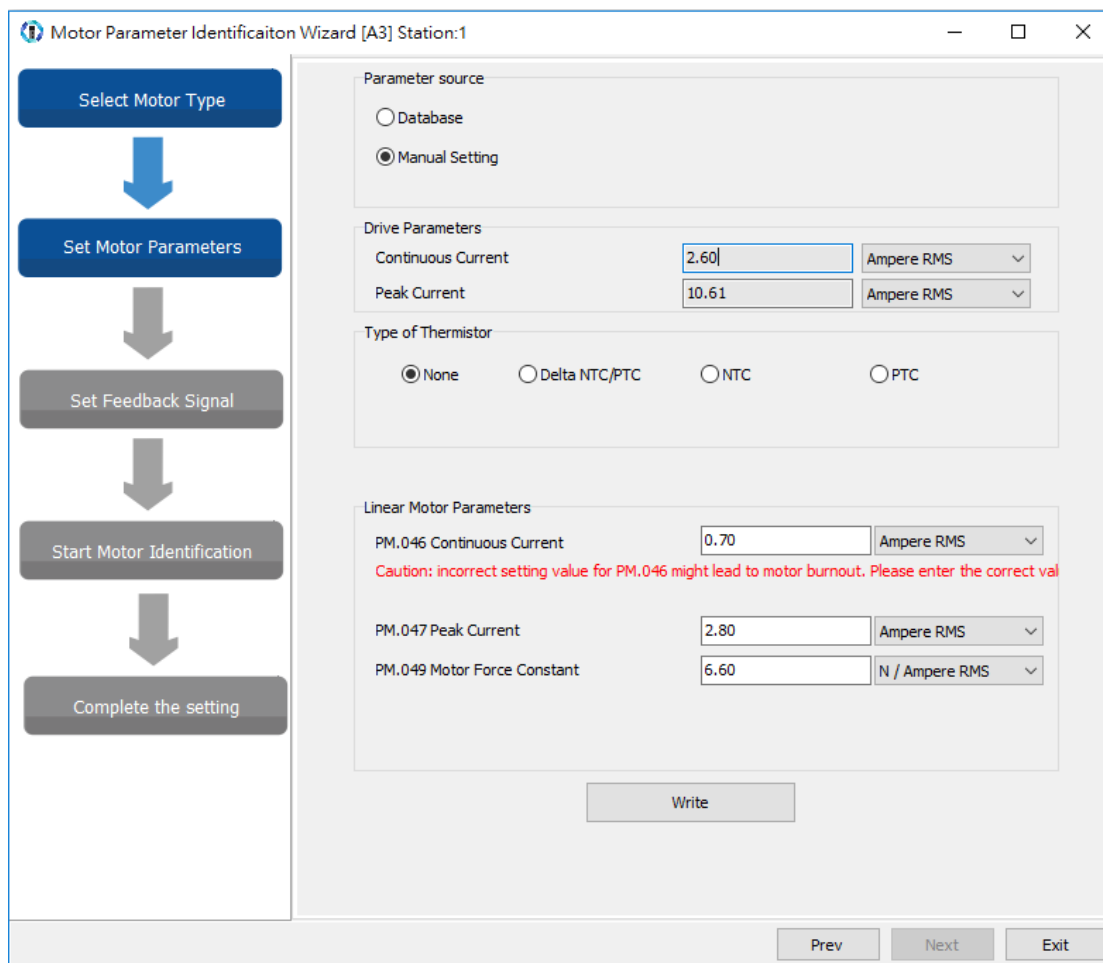 Motor Parameter Identificaiton Wizard [A3] Station:1
Select Motor Type
Set Motor Parameters
Set Feedback Signal
Start Motor Identification
Complete the setting
Parameter source
Database
Manual Setting
Drive Parameters
Continuous Current 2.60 Ampere RMS
Peak Current 10.61 Ampere RMS
Type of Thermistor
None Delta NTC/PTC NTC PTC
Linear Motor Parameters
PM.046 Continuous Current 0.70 Ampere RMS
Caution: incorrect setting value for PM.046 might lead to motor burnout. Please enter the correct val
PM.047 Peak Current 2.80 Ampere RMS
PM.049 Motor Force Constant 6.60 N / Ampere RMS
Write
Prev Next Exit